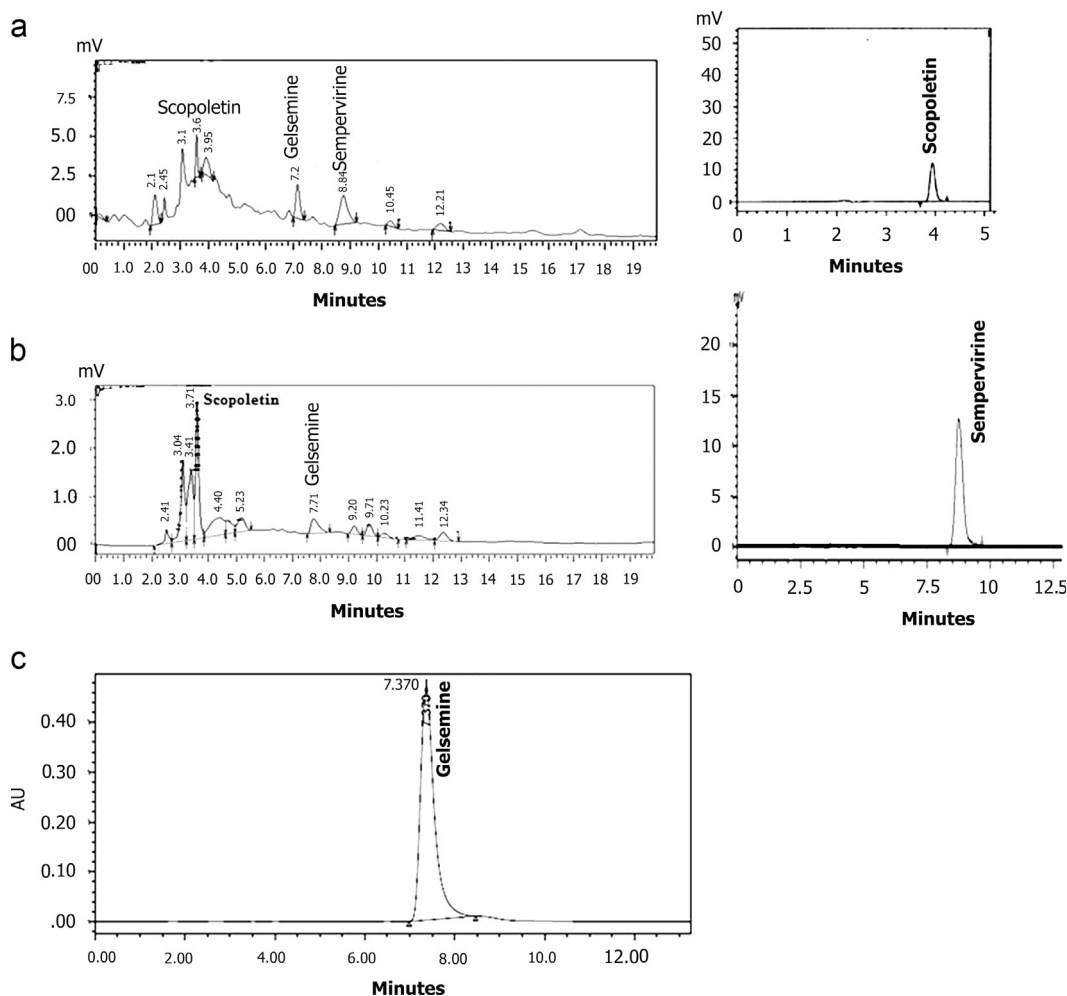 a
mV
7.5
5.0
2.5
00
Scopoletin
Gelsemine
Sempervirine
2.1
2.45
3.1
3.6
3.95
7.2
8.84
10.45
12.21
00 1.0 2.0 3.0 4.0 5.0 6.0 7.0 8.0 9.0 10 11 12 13 14 15 16 17 18 19
Minutes
mV
50
40
30
20
10
0
Scopoletin
0 1 2 3 4 5
Minutes
b
mV
3.0
2.0
1.0
00
Scopoletin
Gelsemine
2.41
3.04
3.41
3.71
4.40
5.23
7.71
9.20
9.71
10.23
11.41
12.34
00 1.0 2.0 3.0 4.0 5.0 6.0 7.0 8.0 9.0 10 11 12 13 14 15 16 17 18 19
Minutes
20
15
10
5
0
Sempervirine
0 2.5 5 7.5 10 12.5
Minutes
c
AU
0.40
0.30
0.20
0.10
.00
7.370
Gelsemine
0.00 2.00 4.00 6.00 8.00 10.0 12.00
Minutes